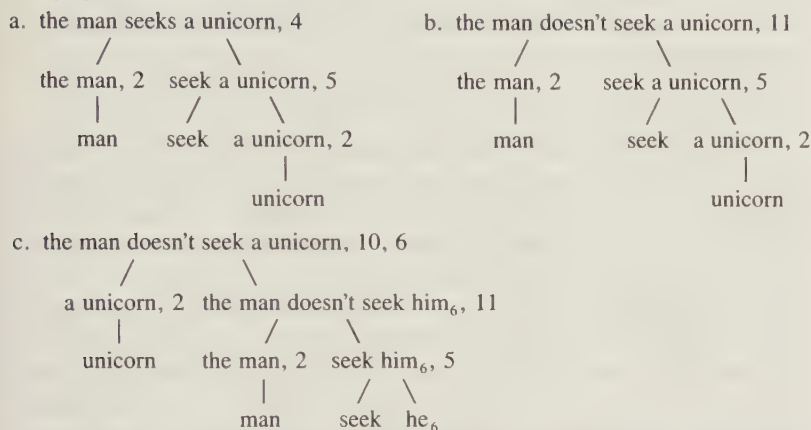 a. the man seeks a unicorn, 4 b. the man doesn't seek a unicorn, 11
the man, 2 seek a unicorn, 5 the man, 2 seek a unicorn, 5
man seek a unicorn, 2 man seek a unicorn, 2
unicorn unicorn
c. the man doesn't seek a unicorn, 10, 6
a unicorn, 2 the man doesn't seek him₆, 11
unicorn the man, 2 seek him₆, 5
man seek he₆